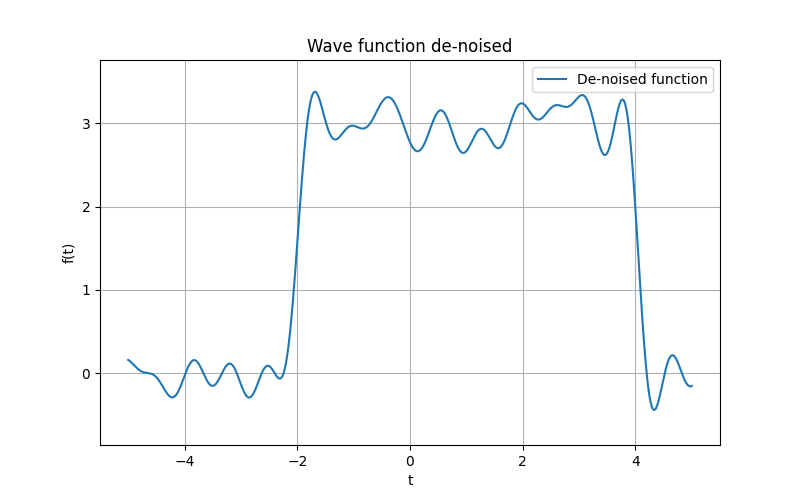 Wave function de-noised
De-noised function
f(t)
3
2
1
0
−4
−2
0
2
4
t